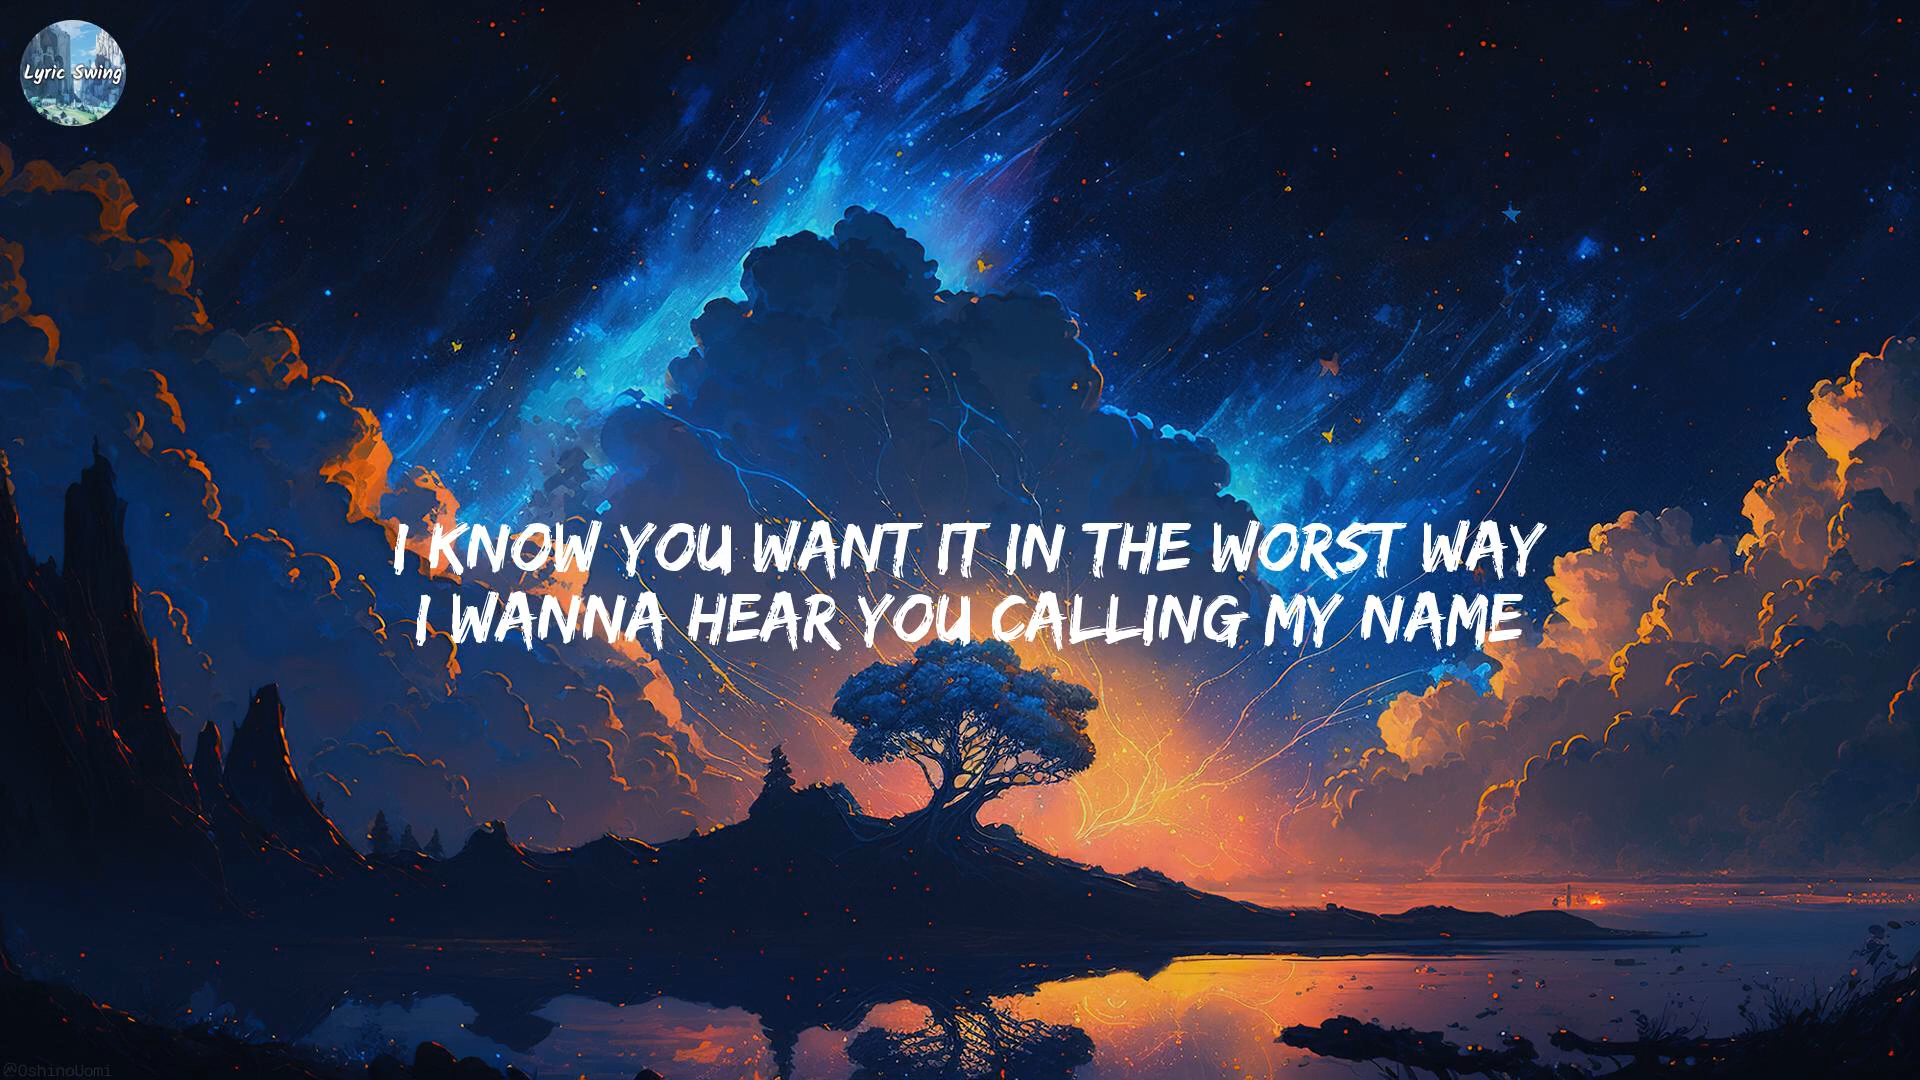 Lyric Swing
I KNOW YOU WANT IT IN THE WORST WAY
I WANNA HEAR YOU CALLING MY NAME
@OshinoUomi